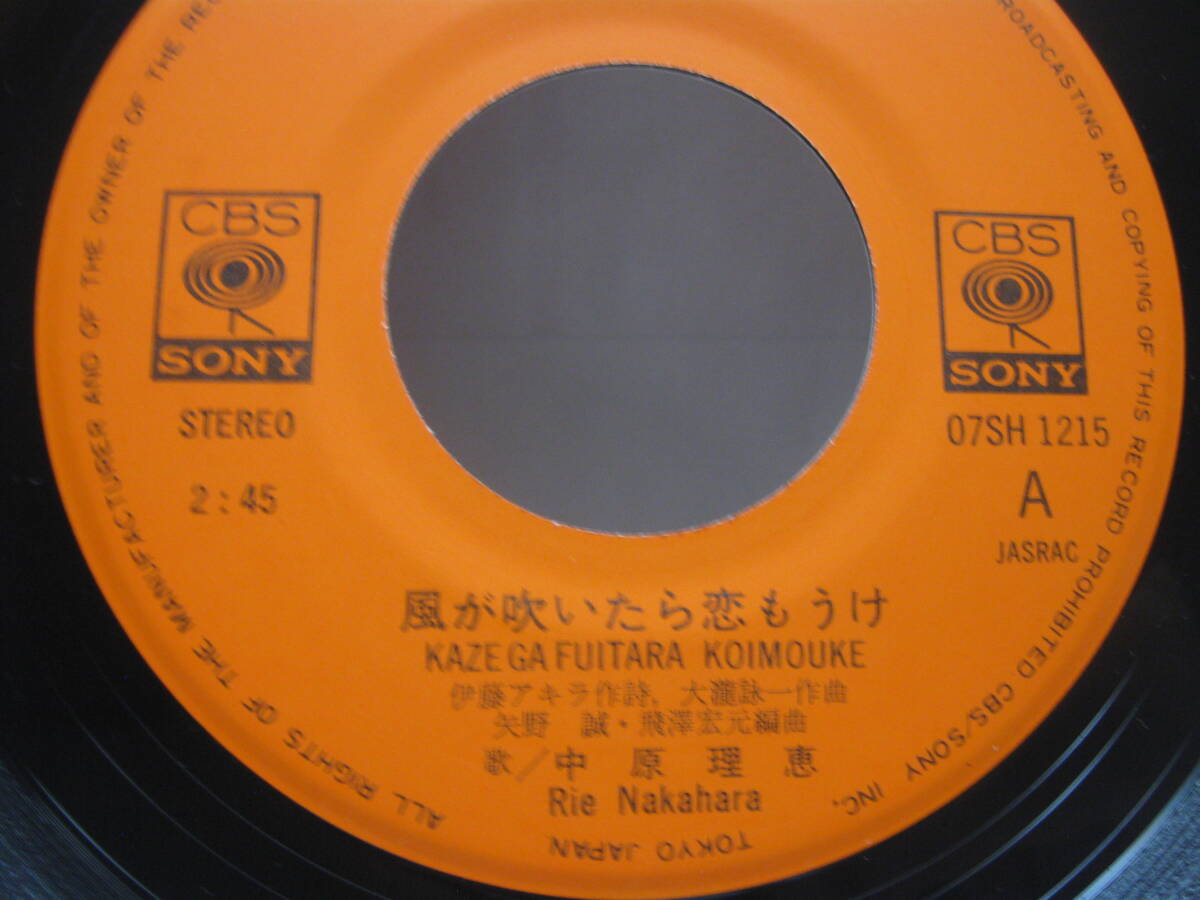 CBS
SONY
STEREO
2:45
CBS
SONY
07SH 1215
A
JASRAC
風が吹いたら恋もうけ
KAZE GA FUITARA KOIMOUKE
伊藤アキラ作詩, 大瀧詠一作曲
矢野 誠・飛澤宏元編曲
歌/中原理恵
Rie Nakahara
ALL RIGHTS OF THE MANUFACTURER AND OF THE OWNER OF THE
BROADCASTING AND COPYING OF THIS RECORD PROHIBITED CBS/SONY INC.
TOKYO JAPAN